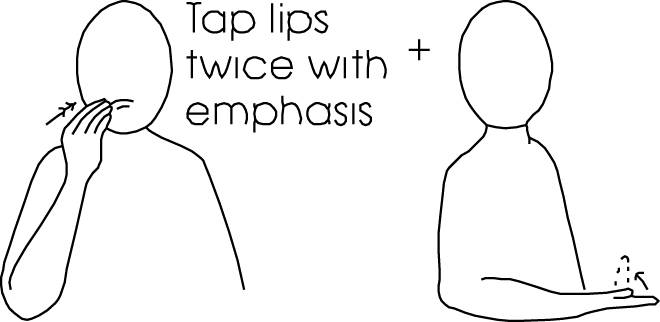 Tap lips
twice with +
emphasis